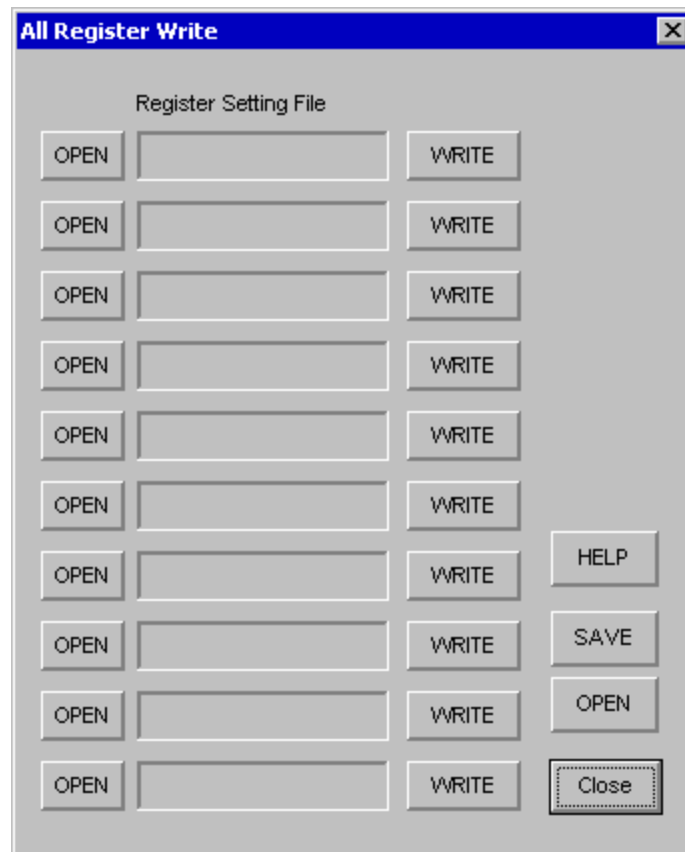 All Register Write
Register Setting File
OPEN WRITE
OPEN WRITE
OPEN WRITE
OPEN WRITE
OPEN WRITE
OPEN WRITE
OPEN WRITE
HELP
OPEN WRITE
SAVE
OPEN WRITE
OPEN
OPEN WRITE
Close